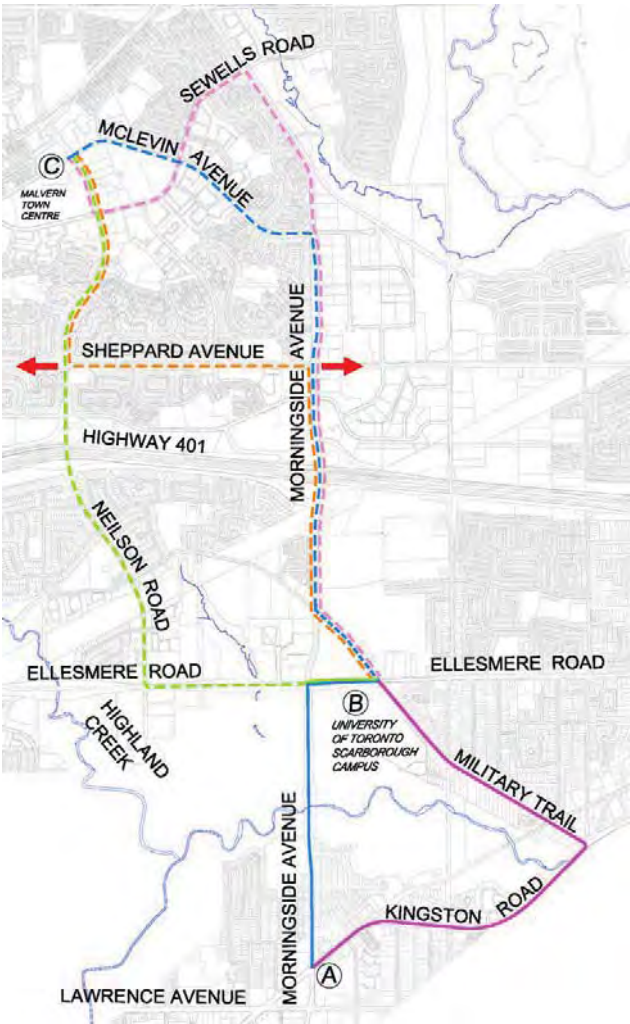 SEWELLS ROAD
MCLEVIN AVENUE
C
MALVERN
TOWN
CENTRE
SHEPPARD AVENUE
MORNINGSIDE AVENUE
HIGHWAY 401
NEILSON ROAD
ELLESMERE ROAD
ELLESMERE ROAD
B
UNIVERSITY
OF TORONTO
SCARBOROUGH
CAMPUS
HIGHLAND
CREEK
MILITARY TRAIL
MORNINGSIDE AVENUE
KINGSTON ROAD
A
LAWRENCE AVENUE